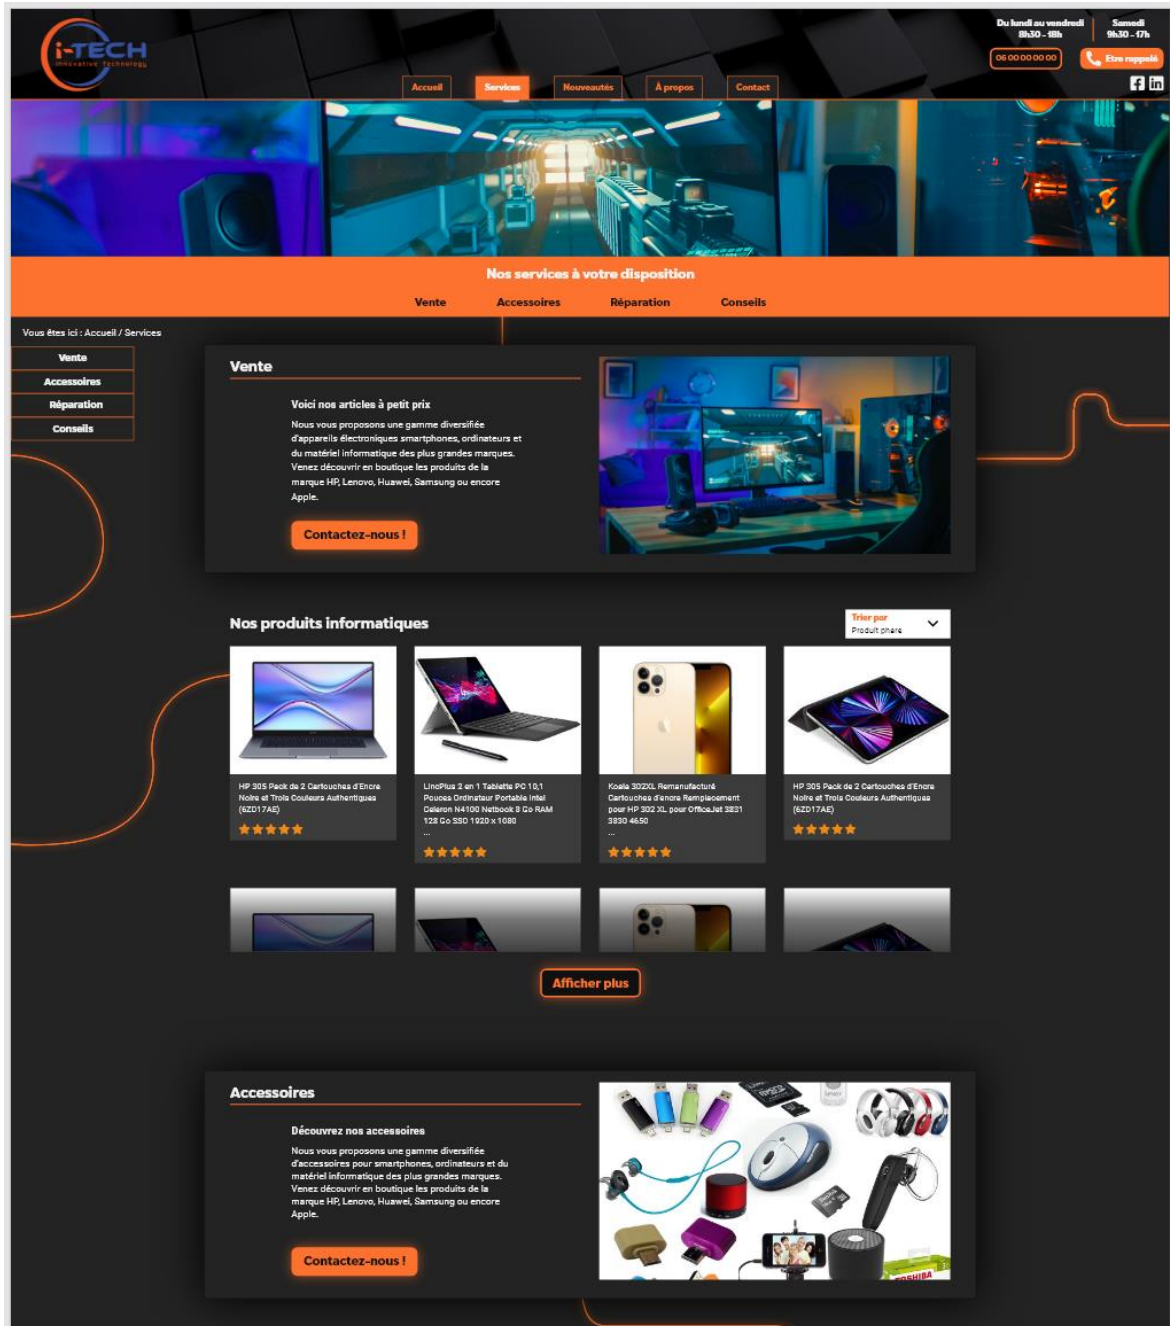 i-TECH
innovative technology
Du lundi au vendredi
8h30 - 18h
Samedi
9h30 - 17h
06 00 00 00 00
Etre rappelé
Accueil
Services
Nouveautés
À propos
Contact
Nos services à votre disposition
Vente
Accessoires
Réparation
Conseils
Vous êtes ici : Accueil / Services
Vente
Accessoires
Réparation
Conseils
Vente
Voici nos articles à petit prix
Nous vous proposons une gamme diversifiée
d'appareils électroniques smartphones, ordinateurs et
du matériel informatique des plus grandes marques.
Venez découvrir en boutique les produits de la
marque HP, Lenovo, Huawei, Samsung ou encore
Apple.
Contactez-nous !
Nos produits informatiques
Trier par
Produit phare
HP 305 Pack de 2 Cartouches d'Encre
Noire et Trois Couleurs Authentiques
(6ZD17AE)
LincPlus 2 en 1 Tablette PC 10,1
Pouces Ordinateur Portable Intel
Celeron N4100 Netbook 8 Go RAM
128 Go SSD 1920 x 1080
...
Koala 302XL Remanufacturé
Cartouches d'encre Remplacement
pour HP 302 XL pour OfficeJet 3831
3830 4650
...
HP 305 Pack de 2 Cartouches d'Encre
Noire et Trois Couleurs Authentiques
(6ZD17AE)
Afficher plus
Accessoires
Découvrez nos accessoires
Nous vous proposons une gamme diversifiée
d'accessoires pour smartphones, ordinateurs et du
matériel informatique des plus grandes marques.
Venez découvrir en boutique les produits de la
marque HP, Lenovo, Huawei, Samsung ou encore
Apple.
Contactez-nous !
SanDisk
TOSHIBA